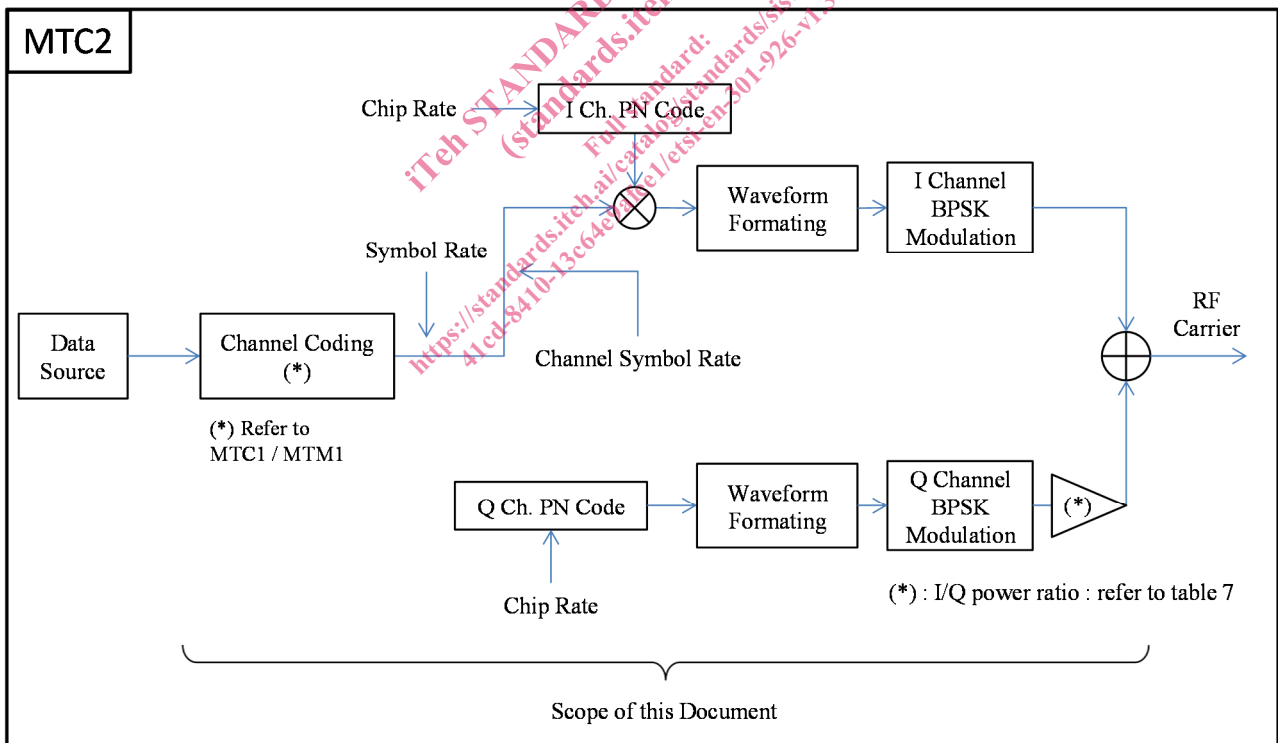 MTC2
Chip Rate
I Ch. PN Code
Waveform
Formating
I Channel
BPSK
Modulation
Symbol Rate
Channel Symbol Rate
RF
Carrier
Data
Source
Channel Coding
(*)
(*) Refer to
MTC1 / MTM1
Q Ch. PN Code
Waveform
Formating
Q Channel
BPSK
Modulation
(*)
Chip Rate
(*) : I/Q power ratio : refer to table 7
Scope of this Document
iTeh STANDARD
(standards.iteh
Full standard:
https://standards.iteh.ai/catalog/standards/sis